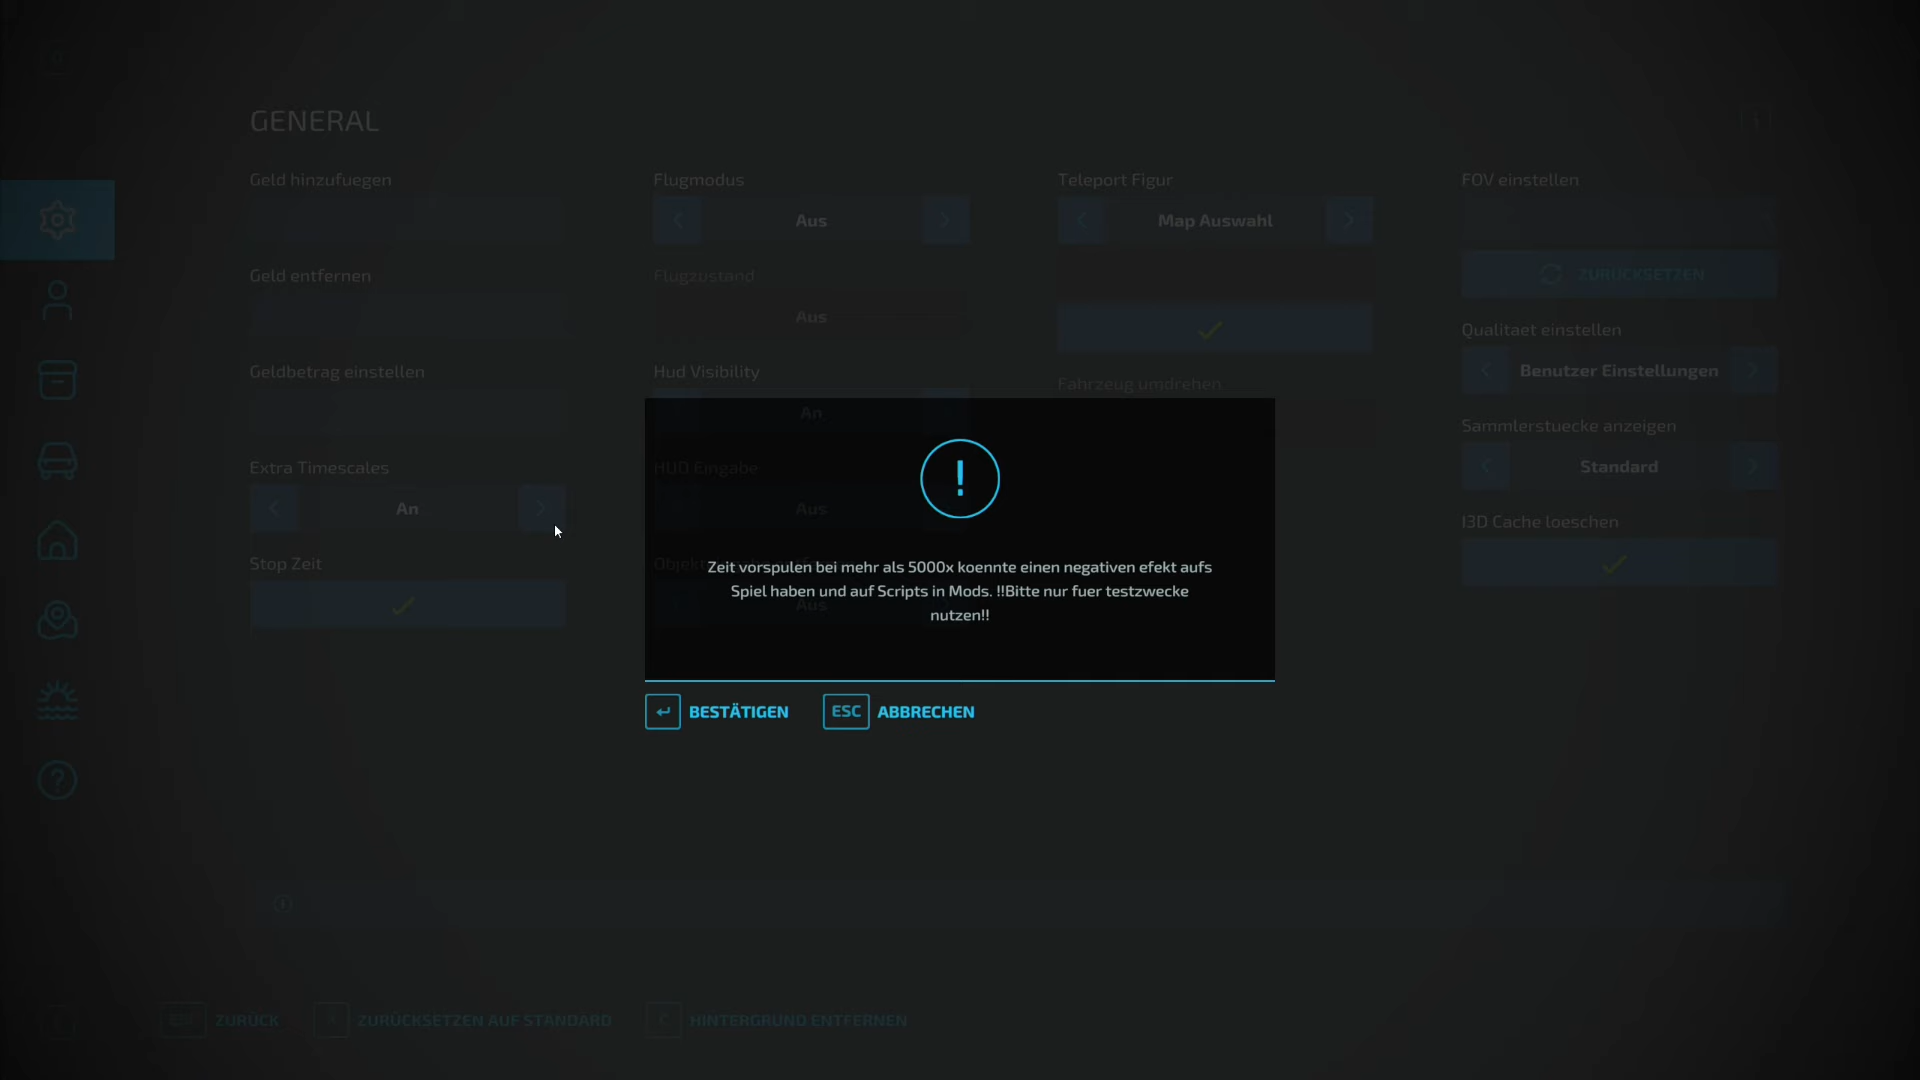 GENERAL
Geld hinzufuegen
Flugmodus
Teleport Figur
FOV einstellen
Aus
Map Auswahl
Geld entfernen
Flugzustand
ZURÜCKSETZEN
Aus
Geldbetrag einstellen
Hud Visibility
Fahrzeug umdrehen
Qualitaet einstellen
Benutzer Einstellungen
An
Sammlerstuecke anzeigen
Extra Timescales
HUD Eingabe
Standard
An
Aus
I3D Cache loeschen
Stop Zeit
Aus
Zeit vorspulen bei mehr als 5000x koennte einen negativen efekt aufs
Spiel haben und auf Scripts in Mods. !!Bitte nur fuer testzwecke
nutzen!!
BESTÄTIGEN
ESC ABBRECHEN
ZURÜCK
ZURÜCKSETZEN AUF STANDARD
HINTERGRUND ENTFERNEN